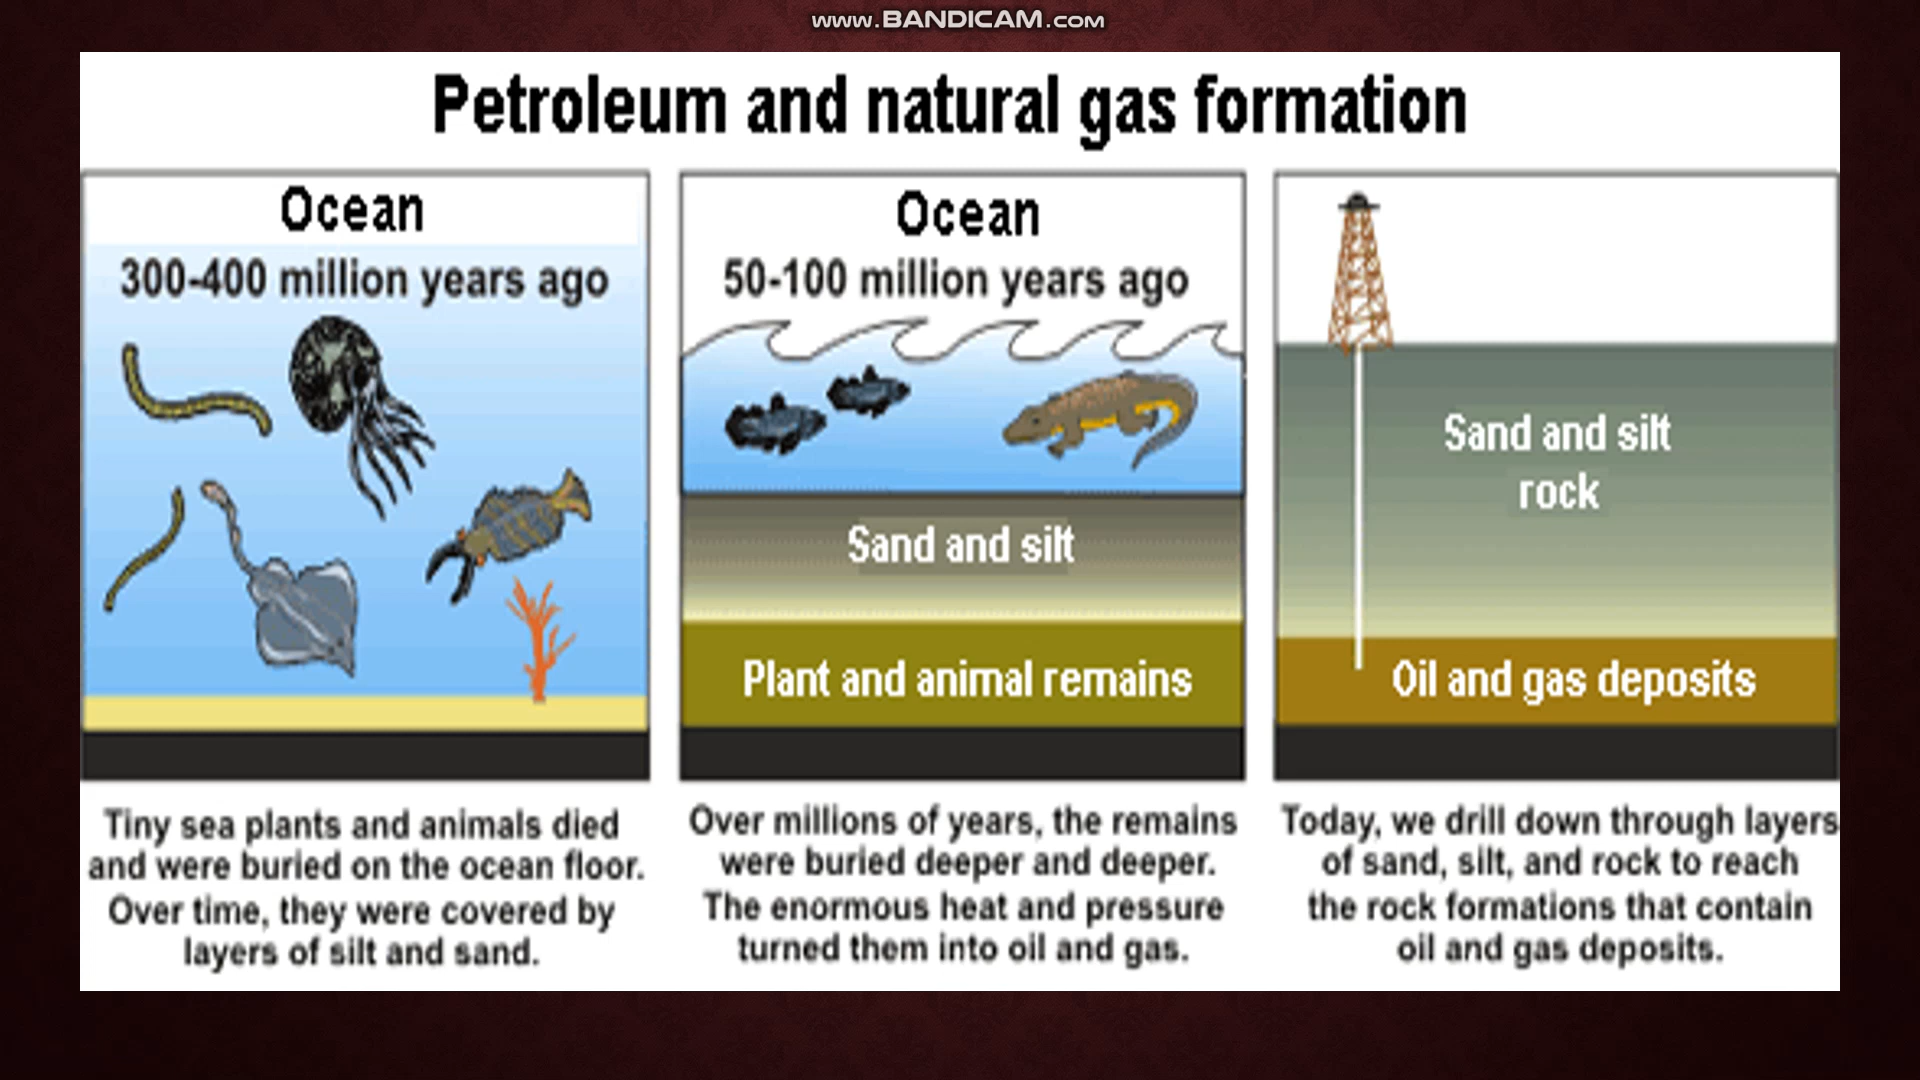 www.BANDICAM.com
Petroleum and natural gas formation
Ocean
300-400 million years ago
Tiny sea plants and animals died
and were buried on the ocean floor.
Over time, they were covered by
layers of silt and sand.
Ocean
50-100 million years ago
Sand and silt
Plant and animal remains
Over millions of years, the remains
were buried deeper and deeper.
The enormous heat and pressure
turned them into oil and gas.
Sand and silt
rock
Oil and gas deposits
Today, we drill down through layers
of sand, silt, and rock to reach
the rock formations that contain
oil and gas deposits.